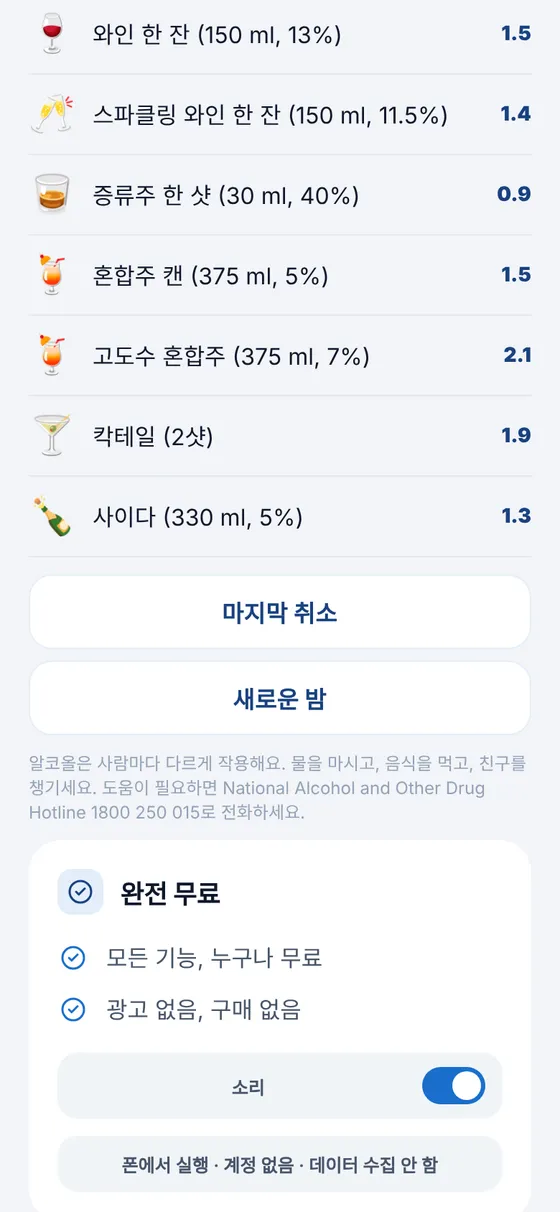 와인 한 잔 (150 ml, 13%) 1.5
스파클링 와인 한 잔 (150 ml, 11.5%) 1.4
증류주 한 샷 (30 ml, 40%) 0.9
혼합주 캔 (375 ml, 5%) 1.5
고도수 혼합주 (375 ml, 7%) 2.1
칵테일 (2샷) 1.9
사이다 (330 ml, 5%) 1.3
마지막 취소
새로운 밤
알코올은 사람마다 다르게 작용해요. 물을 마시고, 음식을 먹고, 친구를
챙기세요. 도움이 필요하면 National Alcohol and Other Drug
Hotline 1800 250 015로 전화하세요.
완전 무료
모든 기능, 누구나 무료
광고 없음, 구매 없음
소리
폰에서 실행 · 계정 없음 · 데이터 수집 안 함